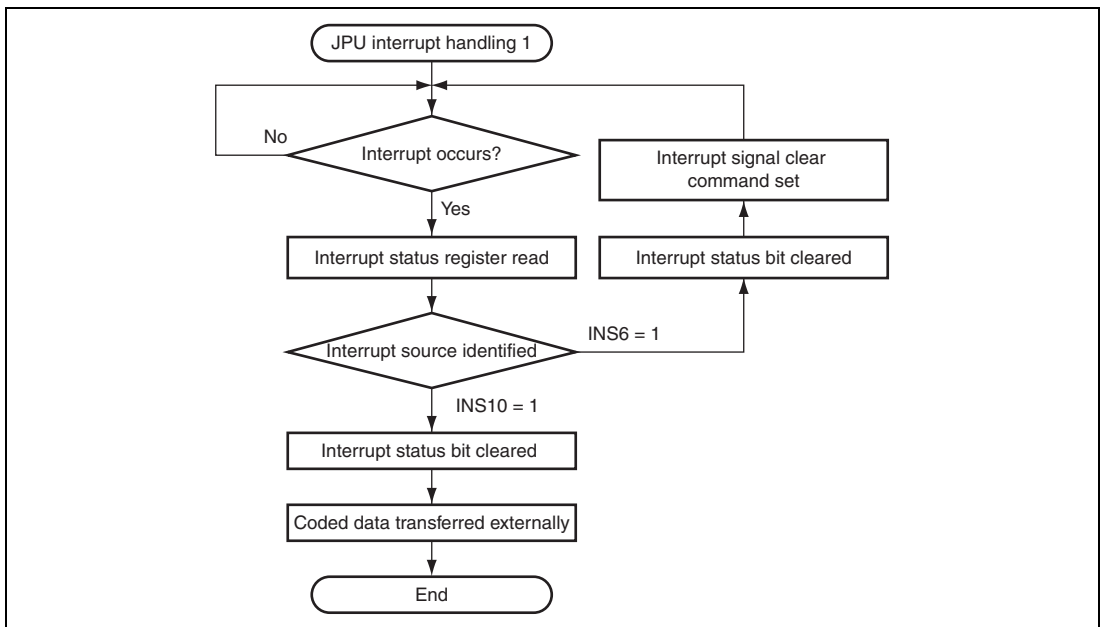 JPU interrupt handling 1
No
Interrupt occurs?
Interrupt signal clear
command set
Yes
Interrupt status register read
Interrupt status bit cleared
INS6 = 1
Interrupt source identified
INS10 = 1
Interrupt status bit cleared
Coded data transferred externally
End